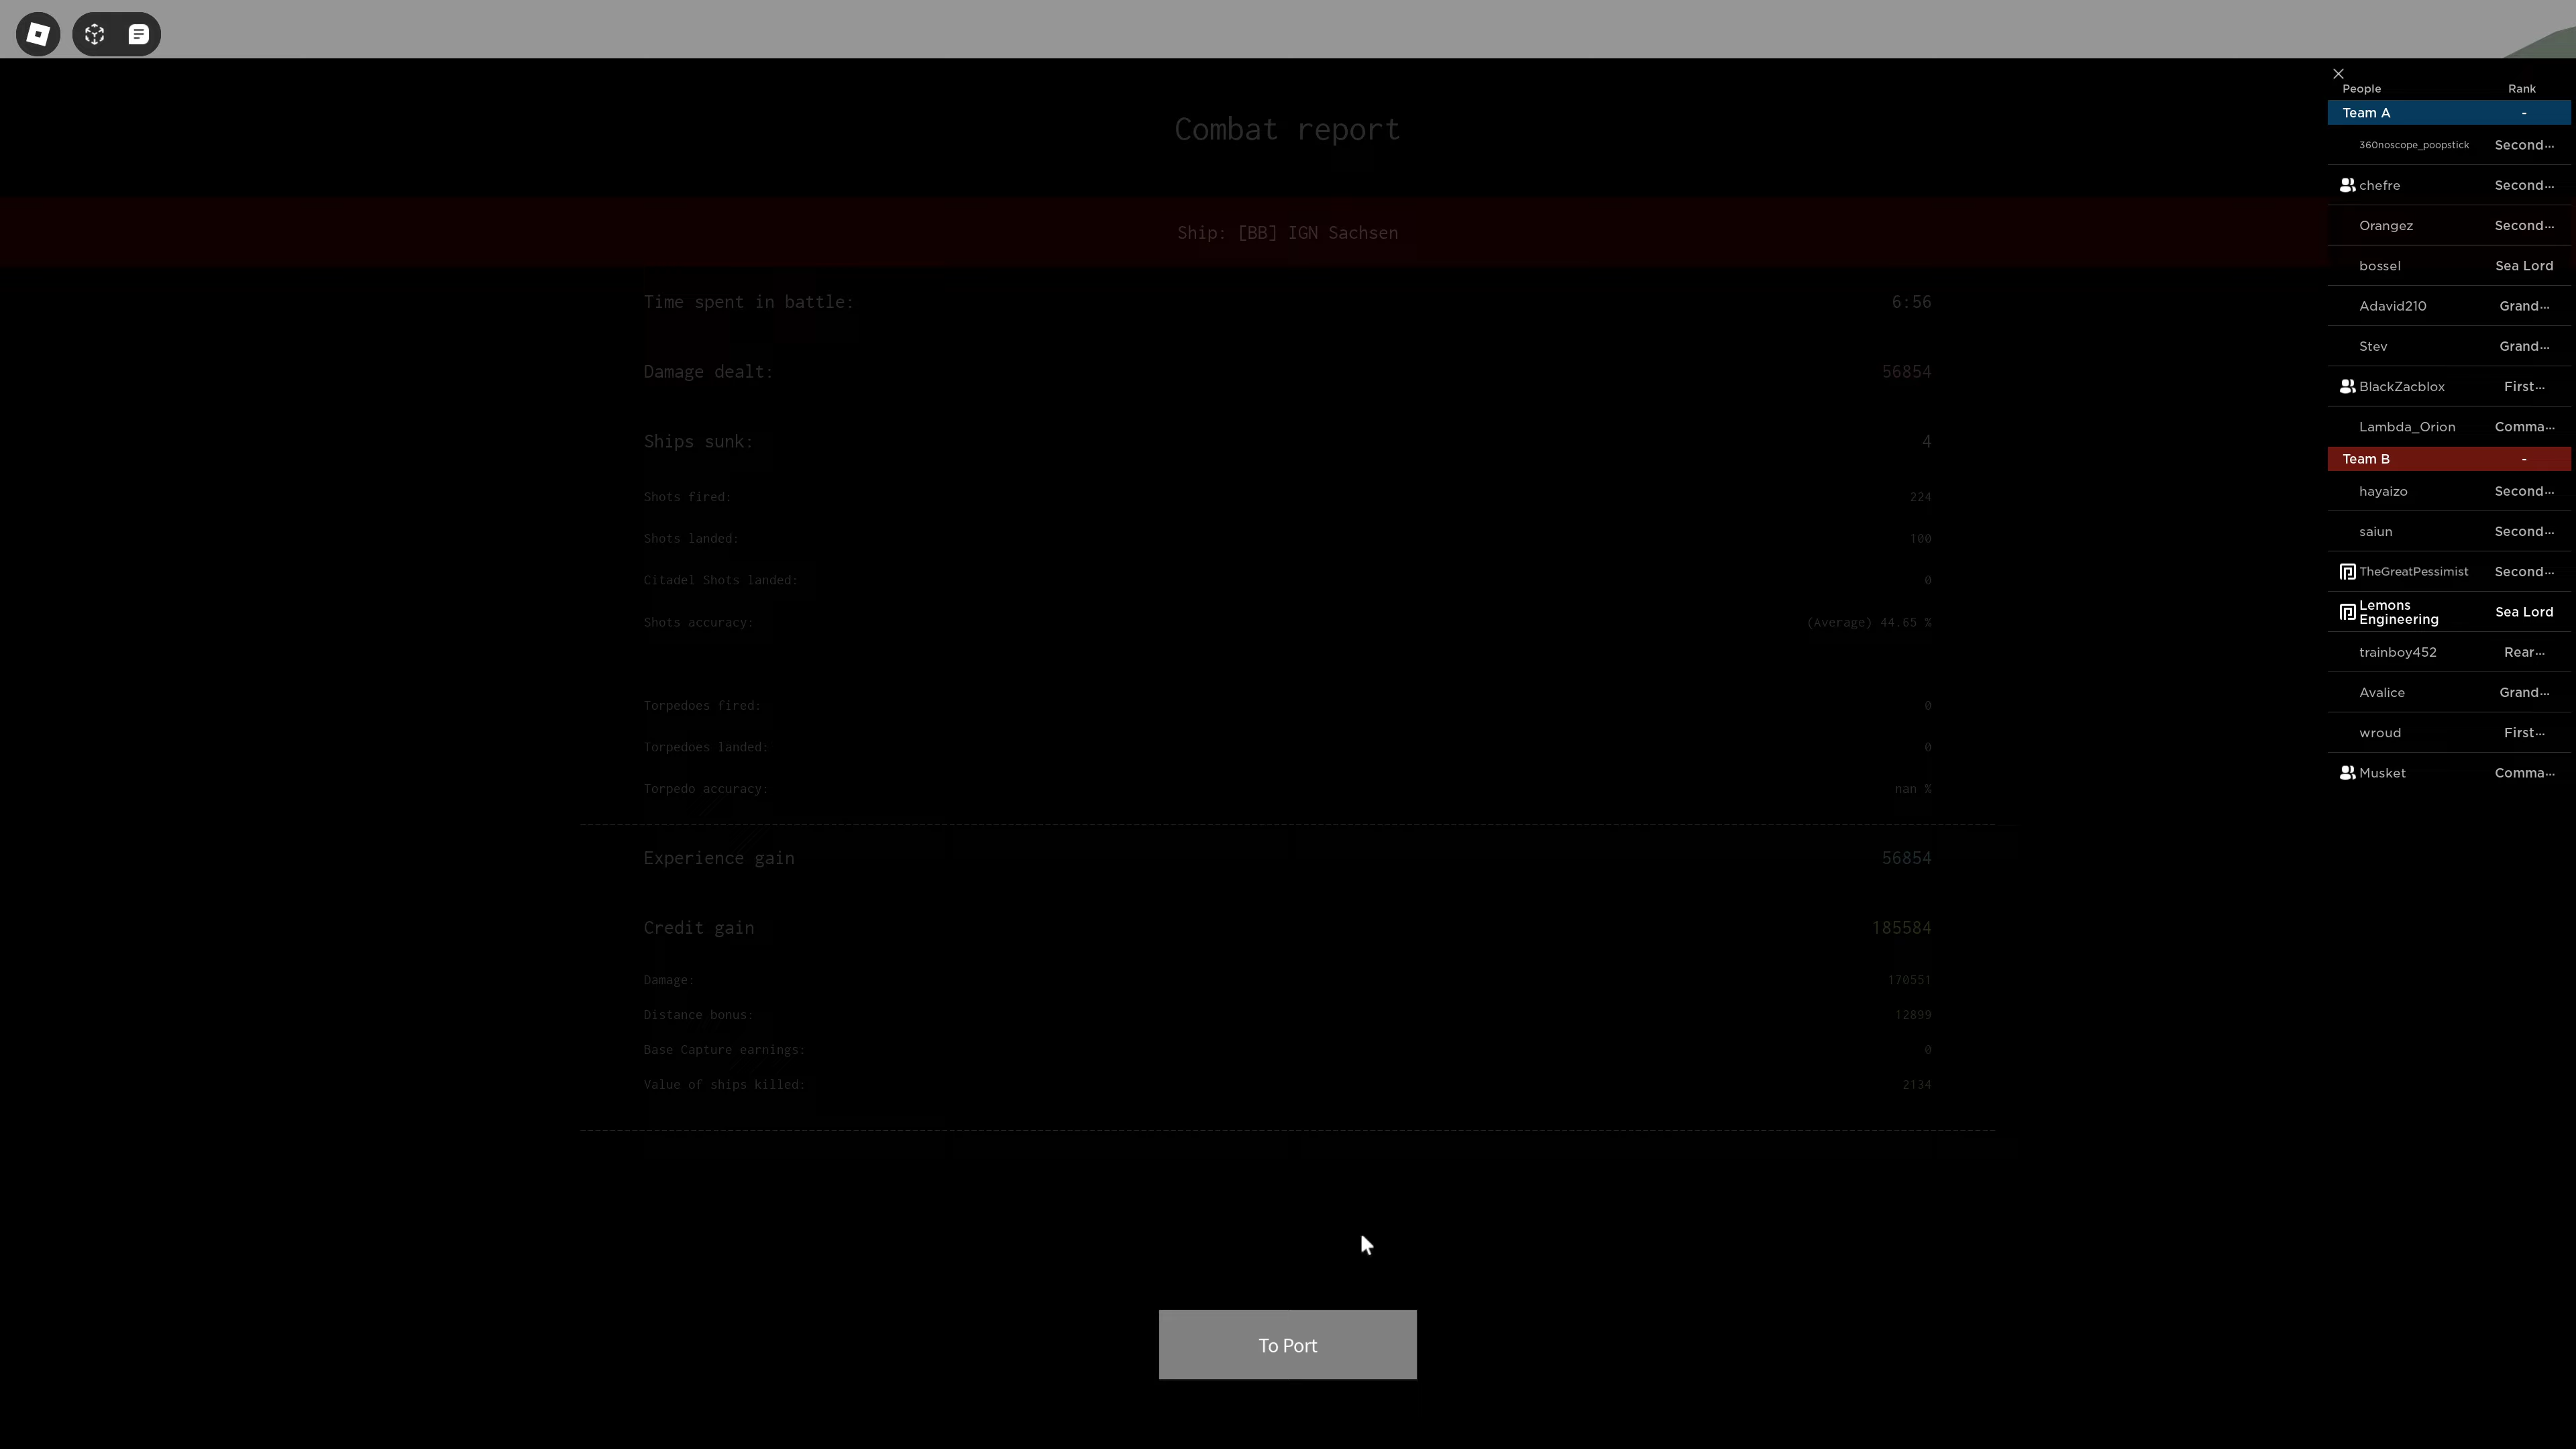 Combat report
Ship: [BB] IGN Sachsen
Time spent in battle: 6:56
Damage dealt: 56854
Ships sunk: 4
Shots fired: 224
Shots landed: 100
Citadel Shots landed: 0
Shots accuracy: (Average) 44.65 %
Torpedoes fired: 0
Torpedoes landed: 0
Torpedo accuracy: nan %
Experience gain 56854
Credit gain 185584
Damage: 170551
Distance bonus: 12899
Base Capture earnings: 0
Value of ships killed: 2134
To Port
People Rank
Team A -
360noscope_poopstick Second...
chefre Second...
Orangez Second...
bossel Sea Lord
Adavid210 Grand...
Stev Grand...
BlackZacblox First...
Lambda_Orion Comma...
Team B -
hayaizo Second...
saiun Second...
TheGreatPessimist Second...
Lemons
Engineering Sea Lord
trainboy452 Rear...
Avalice Grand...
wroud First...
Musket Comma...